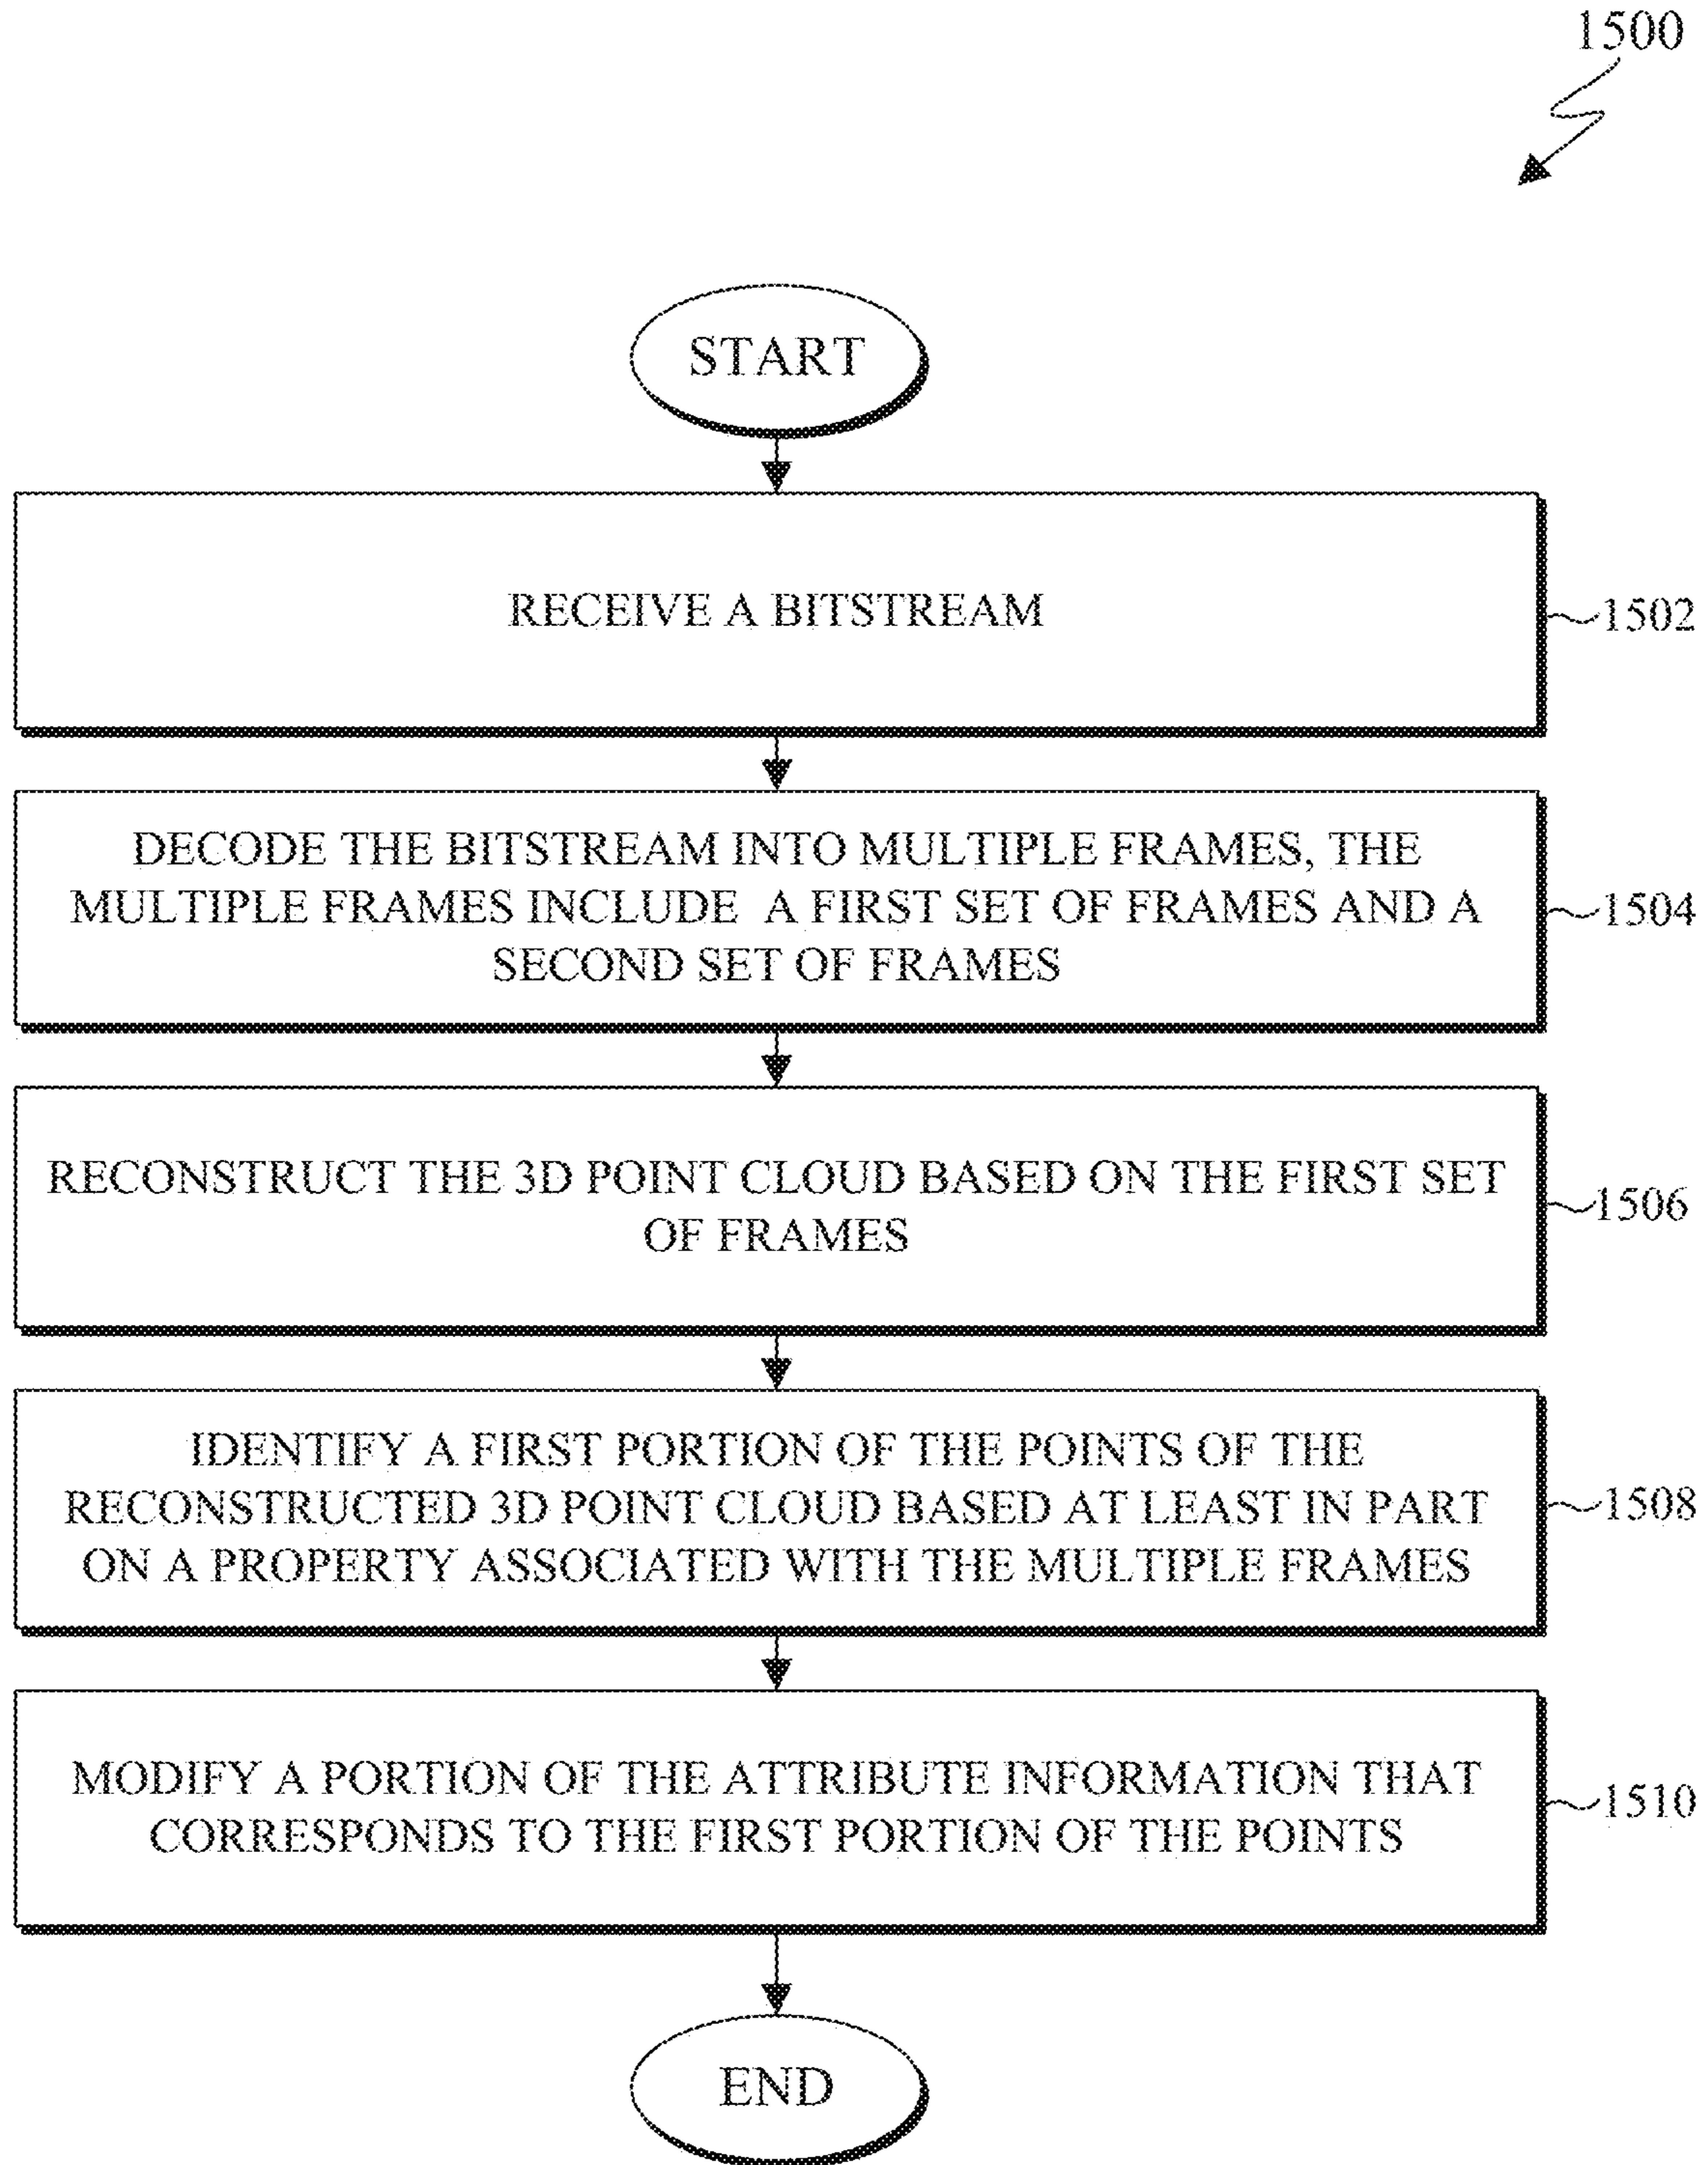 1500
START
RECEIVE A BITSTREAM
1502
DECODE THE BITSTREAM INTO MULTIPLE FRAMES, THE
MULTIPLE FRAMES INCLUDE A FIRST SET OF FRAMES AND A
SECOND SET OF FRAMES
1504
RECONSTRUCT THE 3D POINT CLOUD BASED ON THE FIRST SET
OF FRAMES
1506
IDENTIFY A FIRST PORTION OF THE POINTS OF THE
RECONSTRUCTED 3D POINT CLOUD BASED AT LEAST IN PART
ON A PROPERTY ASSOCIATED WITH THE MULTIPLE FRAMES
1508
MODIFY A PORTION OF THE ATTRIBUTE INFORMATION THAT
CORRESPONDS TO THE FIRST PORTION OF THE POINTS
1510
END